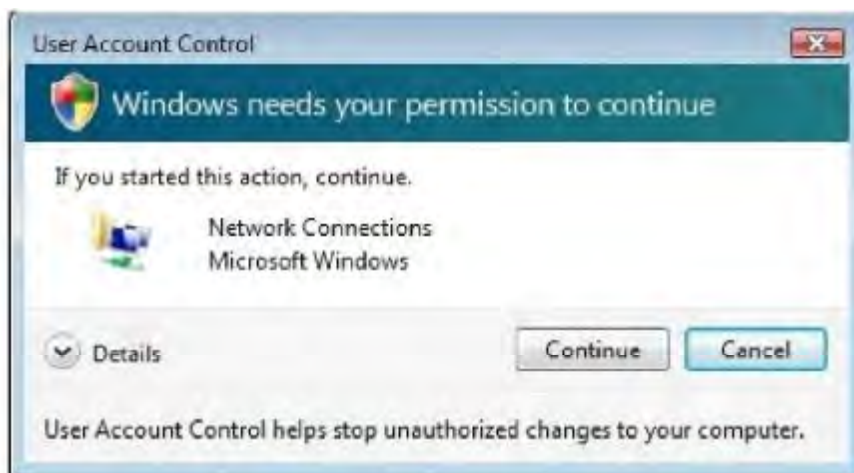 User Account Control
Windows needs your permission to continue
If you started this action, continue.
Network Connections
Microsoft Windows
Details
Continue
Cancel
User Account Control helps stop unauthorized changes to your computer.